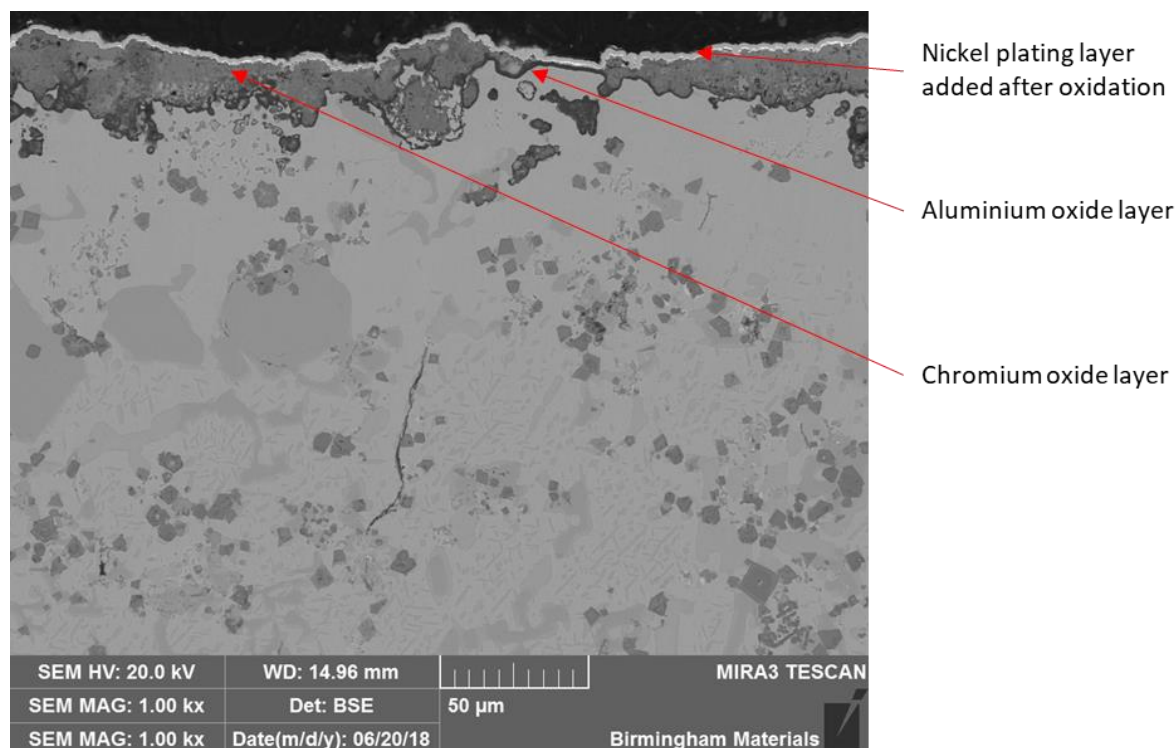 Nickel plating layer
added after oxidation
Aluminium oxide layer
Chromium oxide layer
SEM HV: 20.0 kV
WD: 14.96 mm
MIRA3 TESCAN
SEM MAG: 1.00 kx
Det: BSE
50 µm
SEM MAG: 1.00 kx
Date(m/d/y): 06/20/18
Birmingham Materials